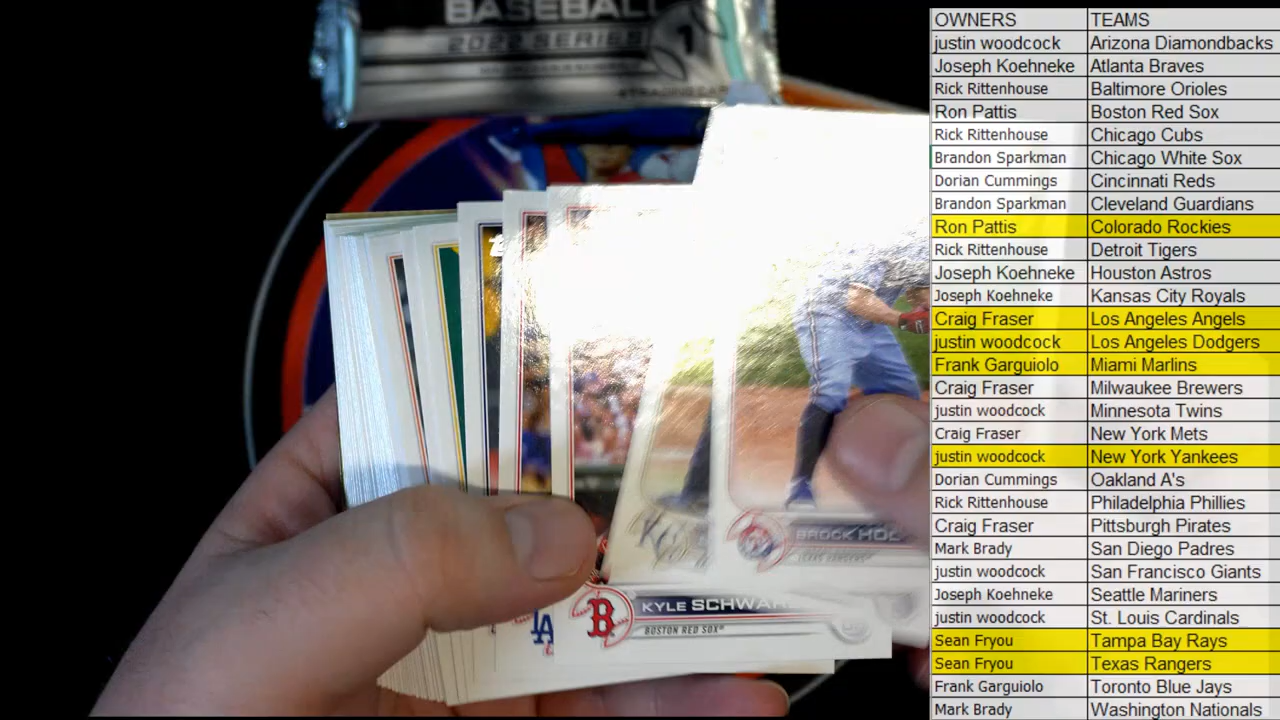 BASEBALL
2022 SERIES 1
BROCK HOL
TEXAS RANGERS
KYLE SCHWAR
BOSTON RED SOX
B
LA
OWNERS TEAMS
justin woodcock Arizona Diamondbacks
Joseph Koehneke Atlanta Braves
Rick Rittenhouse Baltimore Orioles
Ron Pattis Boston Red Sox
Rick Rittenhouse Chicago Cubs
Brandon Sparkman Chicago White Sox
Dorian Cummings Cincinnati Reds
Brandon Sparkman Cleveland Guardians
Ron Pattis Colorado Rockies
Rick Rittenhouse Detroit Tigers
Joseph Koehneke Houston Astros
Joseph Koehneke Kansas City Royals
Craig Fraser Los Angeles Angels
justin woodcock Los Angeles Dodgers
Frank Garguiolo Miami Marlins
Craig Fraser Milwaukee Brewers
justin woodcock Minnesota Twins
Craig Fraser New York Mets
justin woodcock New York Yankees
Dorian Cummings Oakland A's
Rick Rittenhouse Philadelphia Phillies
Craig Fraser Pittsburgh Pirates
Mark Brady San Diego Padres
justin woodcock San Francisco Giants
Joseph Koehneke Seattle Mariners
justin woodcock St. Louis Cardinals
Sean Fryou Tampa Bay Rays
Sean Fryou Texas Rangers
Frank Garguiolo Toronto Blue Jays
Mark Brady Washington Nationals